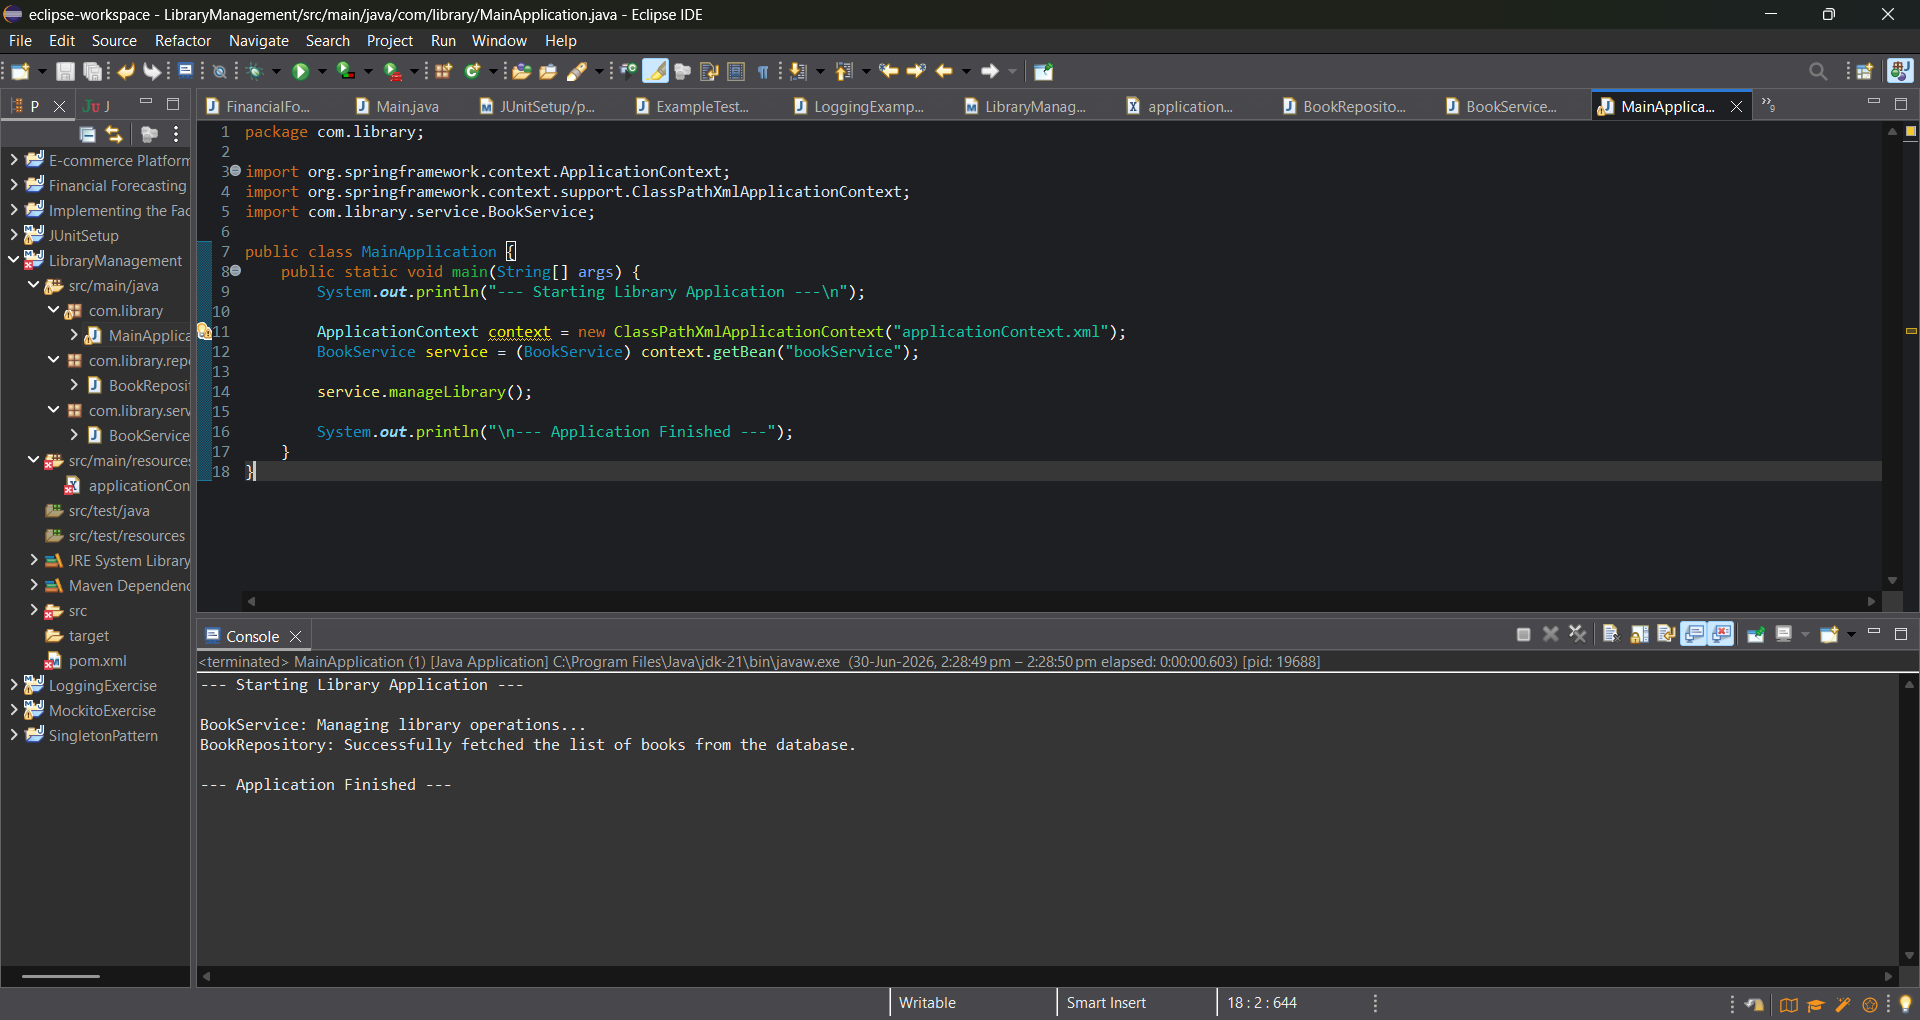 eclipse-workspace - LibraryManagement/src/main/java/com/library/MainApplication.java - Eclipse IDE
File Edit Source Refactor Navigate Search Project Run Window Help
P J
FinancialFo... Main.java JUnitSetup/p... ExampleTest... LoggingExamp... LibraryManag... application... BookReposito... BookService... MainApplica... »9
E-commerce Platform
Financial Forecasting
Implementing the Fac
JUnitSetup
LibraryManagement
src/main/java
com.library
MainApplica
com.library.rep
BookReposit
com.library.serv
BookService
src/main/resources
applicationCon
src/test/java
src/test/resources
JRE System Library
Maven Dependenc
src
target
pom.xml
LoggingExercise
MockitoExercise
SingletonPattern
1 package com.library;
2
3 import org.springframework.context.ApplicationContext;
4 import org.springframework.context.support.ClassPathXmlApplicationContext;
5 import com.library.service.BookService;
6
7 public class MainApplication {
8     public static void main(String[] args) {
9         System.out.println("--- Starting Library Application ---\n");
10
11         ApplicationContext context = new ClassPathXmlApplicationContext("applicationContext.xml");
12         BookService service = (BookService) context.getBean("bookService");
13
14         service.manageLibrary();
15
16         System.out.println("\n--- Application Finished ---");
17     }
18 }
Console
<terminated> MainApplication (1) [Java Application] C:\Program Files\Java\jdk-21\bin\javaw.exe (30-Jun-2026, 2:28:49 pm – 2:28:50 pm elapsed: 0:00:00.603) [pid: 19688]
--- Starting Library Application ---
BookService: Managing library operations...
BookRepository: Successfully fetched the list of books from the database.
--- Application Finished ---
Writable Smart Insert 18 : 2 : 644